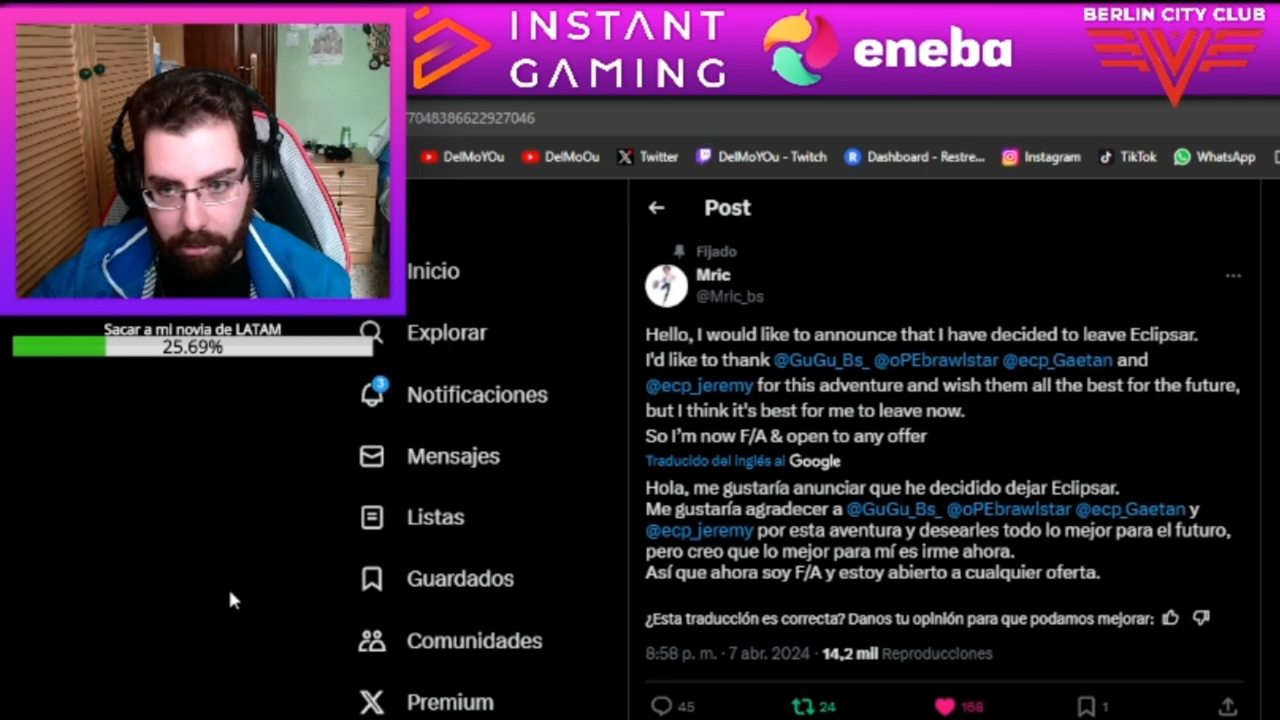 INSTANT GAMING
eneba
BERLIN CITY CLUB
7048386622927046
DelMoYOu
DelMoOu
Twitter
DelMoYOu - Twitch
Dashboard - Restre...
Instagram
TikTok
WhatsApp
Sacar a mi novia de LATAM
25.69%
Inicio
Explorar
3
Notificaciones
Mensajes
Listas
Guardados
Comunidades
Premium
Post
Fijado
Mric
@Mric_bs
Hello, I would like to announce that I have decided to leave Eclipsar.
I'd like to thank @GuGu_Bs_ @oPEbrawlstar @ecp_Gaetan and
@ecp_jeremy for this adventure and wish them all the best for the future,
but I think it's best for me to leave now.
So I'm now F/A & open to any offer
Traducido del inglés al Google
Hola, me gustaría anunciar que he decidido dejar Eclipsar.
Me gustaría agradecer a @GuGu_Bs_ @oPEbrawlstar @ecp_Gaetan y
@ecp_jeremy por esta aventura y desearles todo lo mejor para el futuro,
pero creo que lo mejor para mí es irme ahora.
Así que ahora soy F/A y estoy abierto a cualquier oferta.
¿Esta traducción es correcta? Danos tu opinión para que podamos mejorar:
8:58 p. m. · 7 abr. 2024 · 14,2 mil Reproducciones
45
24
168
1